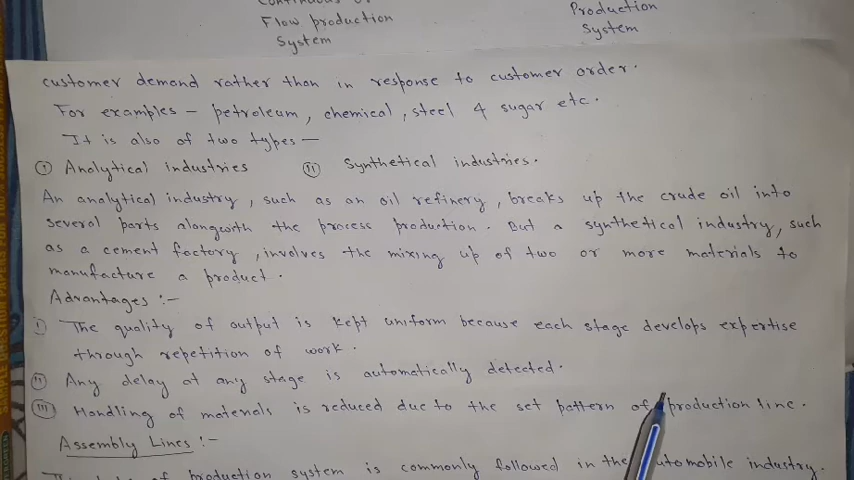 Continuous or
Flow production
System
Production
System
customer demand rather than in response to customer order.
For examples - petroleum, chemical, steel & sugar etc.
It is also of two types -
(i) Analytical industries (ii) Synthetical industries.
An analytical industry, such as an oil refinery, breaks up the crude oil into
several parts alongwith the process production. But a synthetical industry, such
as a cement factory, involves the mixing up of two or more materials to
manufacture a product.
Advantages :-
(i) The quality of output is kept uniform because each stage develops expertise
through repetition of work.
(ii) Any delay at any stage is automatically detected.
(iii) Handling of materials is reduced due to the set pattern of production line.
Assembly Lines :-
of production system is commonly followed in the automobile industry.